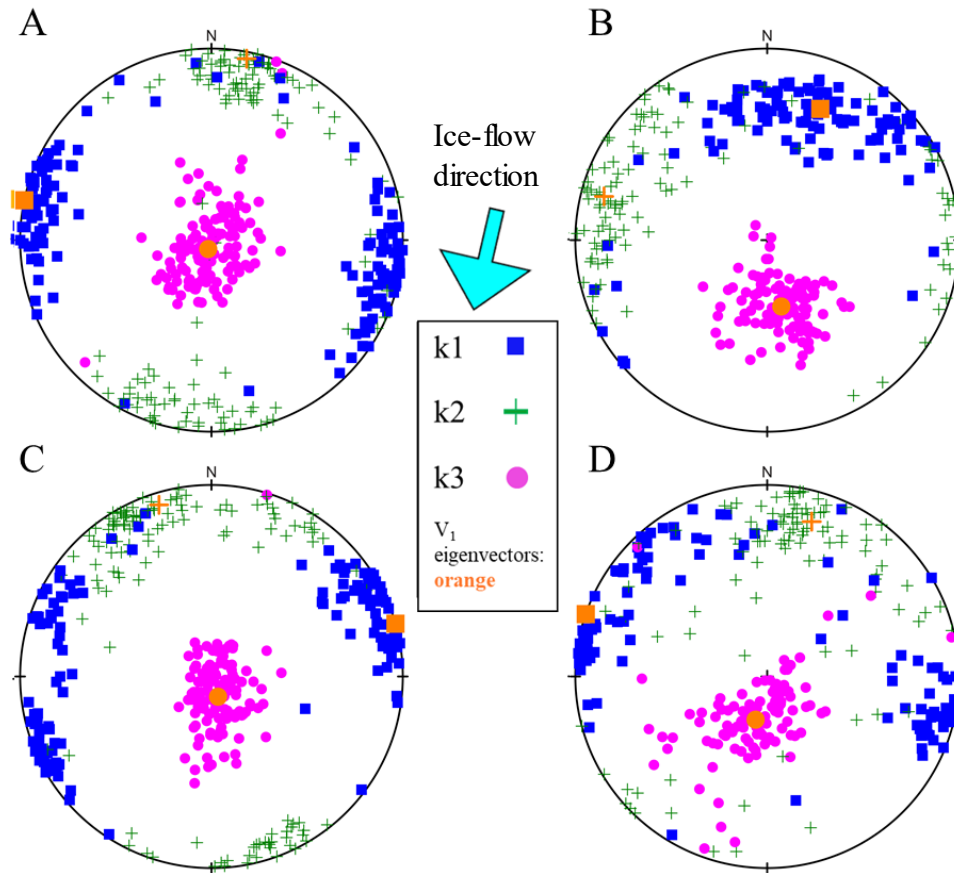 A
N
B
Ice-flow
direction
k1
k2
k3
V1
eigenvectors:
orange
C
N
D
N